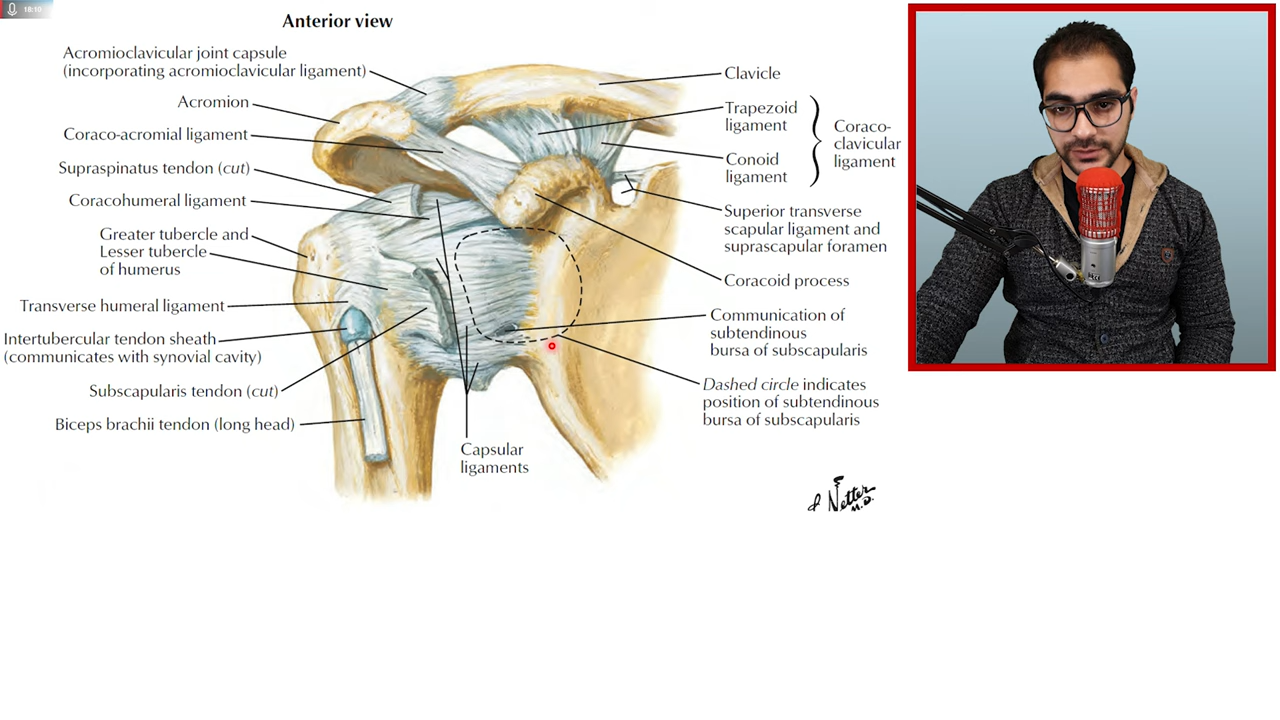 18:10
Anterior view
Acromioclavicular joint capsule
(incorporating acromioclavicular ligament)
Acromion
Coraco-acromial ligament
Supraspinatus tendon (cut)
Coracohumeral ligament
Greater tubercle and
Lesser tubercle
of humerus
Transverse humeral ligament
Intertubercular tendon sheath
(communicates with synovial cavity)
Subscapularis tendon (cut)
Biceps brachii tendon (long head)
Capsular
ligaments
Clavicle
Trapezoid
ligament
Conoid
ligament
Coraco-
clavicular
ligament
Superior transverse
scapular ligament and
suprascapular foramen
Coracoid process
Communication of
subtendinous
bursa of subscapularis
Dashed circle indicates
position of subtendinous
bursa of subscapularis
Netter
M.D.